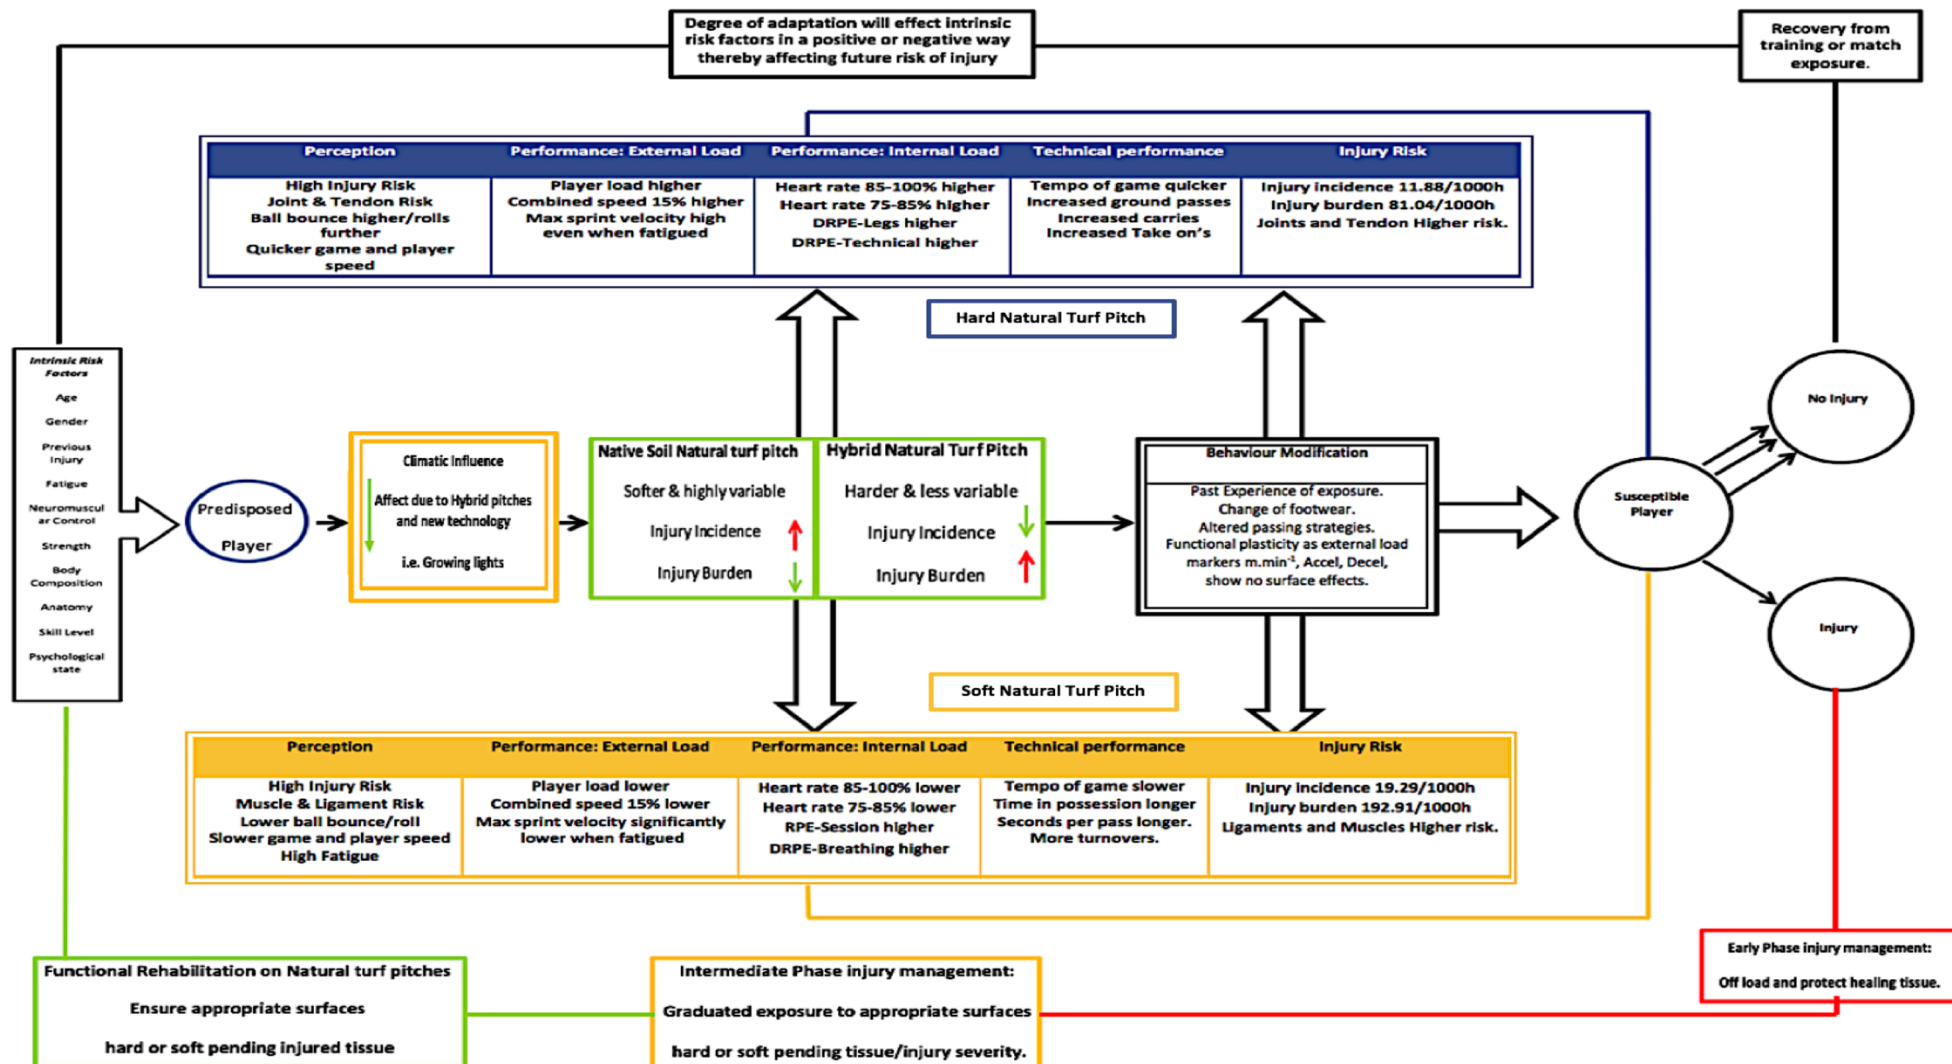 Degree of adaptation will effect intrinsic
risk factors in a positive or negative way
thereby affecting future risk of injury
Recovery from
training or match
exposure.
Perception
High Injury Risk
Joint & Tendon Risk
Ball bounce higher/rolls
further
Quicker game and player
speed
Performance: External Load
Player load higher
Combined speed 15% higher
Max sprint velocity high
even when fatigued
Performance: Internal Load
Heart rate 85-100% higher
Heart rate 75-85% higher
DRPE-Legs higher
DRPE-Technical higher
Technical performance
Tempo of game quicker
Increased ground passes
Increased carries
Increased Take on's
Injury Risk
Injury incidence 11.88/1000h
Injury burden 81.04/1000h
Joints and Tendon Higher risk.
Hard Natural Turf Pitch
Intrinsic Risk
Factors
Age
Gender
Previous
Injury
Fatigue
Neuromuscul
ar Control
Strength
Body
Composition
Anatomy
Skill Level
Psychological
state
Predisposed
Player
Climatic Influence
Affect due to Hybrid pitches
and new technology
i.e. Growing lights
Native Soil Natural turf pitch
Softer & highly variable
Injury Incidence
Injury Burden
Hybrid Natural Turf Pitch
Harder & less variable
Injury Incidence
Injury Burden
Behaviour Modification
Past Experience of exposure.
Change of footwear.
Altered passing strategies.
Functional plasticity as external load
markers m.min⁻¹, Accel, Decel,
show no surface effects.
Susceptible
Player
No Injury
Injury
Soft Natural Turf Pitch
Perception
High Injury Risk
Muscle & Ligament Risk
Lower ball bounce/roll
Slower game and player speed
High Fatigue
Performance: External Load
Player load lower
Combined speed 15% lower
Max sprint velocity significantly
lower when fatigued
Performance: Internal Load
Heart rate 85-100% lower
Heart rate 75-85% lower
RPE-Session higher
DRPE-Breathing higher
Technical performance
Tempo of game slower
Time in possession longer
Seconds per pass longer.
More turnovers.
Injury Risk
Injury incidence 19.29/1000h
Injury burden 192.91/1000h
Ligaments and Muscles Higher risk.
Functional Rehabilitation on Natural turf pitches
Ensure appropriate surfaces
hard or soft pending injured tissue
Intermediate Phase injury management:
Graduated exposure to appropriate surfaces
hard or soft pending tissue/injury severity.
Early Phase injury management:
Off load and protect healing tissue.